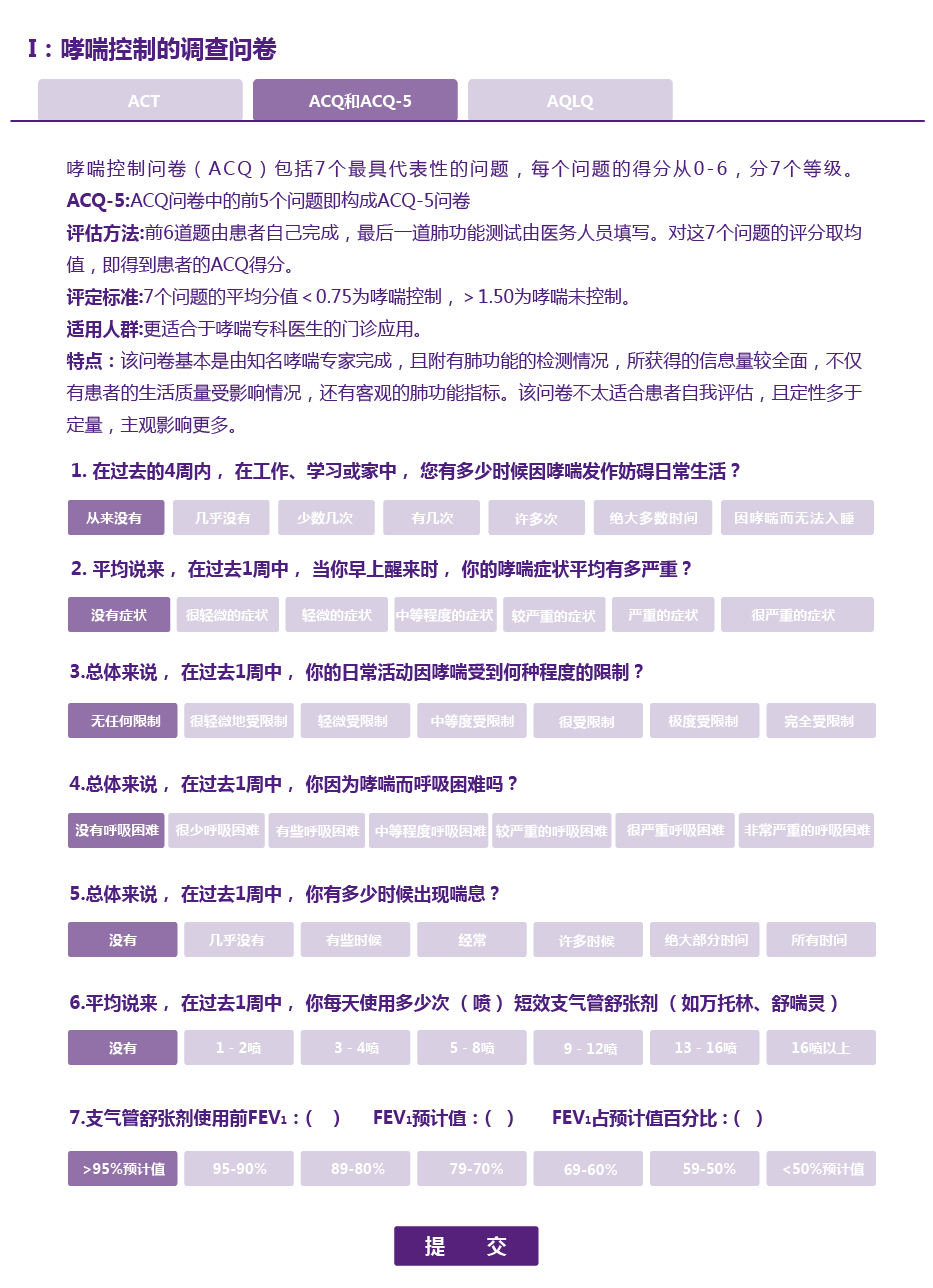 I：哮喘控制的调查问卷
ACT ACQ和ACQ-5 AQLQ
哮喘控制问卷（ACQ）包括7个最具代表性的问题，每个问题的得分从0-6，分7个等级。
ACQ-5:ACQ问卷中的前5个问题即构成ACQ-5问卷
评估方法:前6道题由患者自己完成，最后一道肺功能测试由医务人员填写。对这7个问题的评分取均
值，即得到患者的ACQ得分。
评定标准:7个问题的平均分值＜0.75为哮喘控制，＞1.50为哮喘未控制。
适用人群:更适合于哮喘专科医生的门诊应用。
特点：该问卷基本是由知名哮喘专家完成，且附有肺功能的检测情况，所获得的信息量较全面，不仅
有患者的生活质量受影响情况，还有客观的肺功能指标。该问卷不太适合患者自我评估，且定性多于
定量，主观影响更多。
1. 在过去的4周内， 在工作、学习或家中， 您有多少时候因哮喘发作妨碍日常生活？
从来没有 几乎没有 少数几次 有几次 许多次 绝大多数时间 因哮喘而无法入睡
2. 平均说来， 在过去1周中， 当你早上醒来时， 你的哮喘症状平均有多严重？
没有症状 很轻微的症状 轻微的症状 中等程度的症状 较严重的症状 严重的症状 很严重的症状
3.总体来说， 在过去1周中， 你的日常活动因哮喘受到何种程度的限制？
无任何限制 很轻微地受限制 轻微受限制 中等度受限制 很受限制 极度受限制 完全受限制
4.总体来说， 在过去1周中， 你因为哮喘而呼吸困难吗？
没有呼吸困难 很少呼吸困难 有些呼吸困难 中等程度呼吸困难 较严重的呼吸困难 很严重呼吸困难 非常严重的呼吸困难
5.总体来说， 在过去1周中， 你有多少时候出现喘息？
没有 几乎没有 有些时候 经常 许多时候 绝大部分时间 所有时间
6.平均说来， 在过去1周中， 你每天使用多少次（喷） 短效支气管舒张剂（如万托林、舒喘灵）
没有 1 - 2喷 3 - 4喷 5 - 8喷 9 - 12喷 13 - 16喷 16喷以上
7.支气管舒张剂使用前FEV₁：( ) FEV₁预计值：( ) FEV₁占预计值百分比：( )
>95%预计值 95-90% 89-80% 79-70% 69-60% 59-50% <50%预计值
提 交